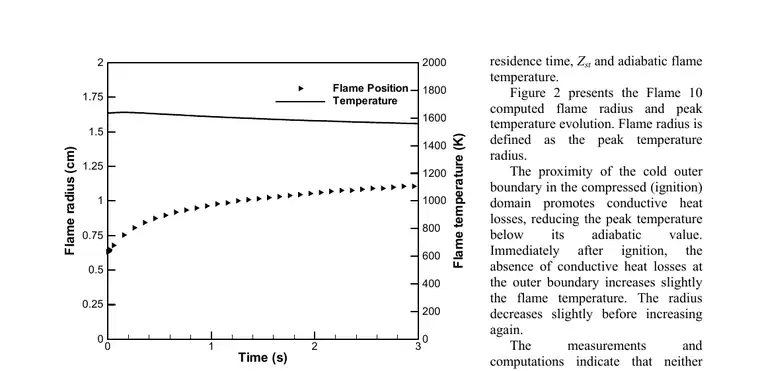 2
1.75
1.5
1.25
1
0.75
0.5
0.25
0
Flame radius (cm)
0
1
2
3
Time (s)
2000
1800
1600
1400
1200
1000
800
600
400
200
0
Flame temperature (K)
Flame Position
Temperature
residence time, Zst and adiabatic flame
temperature.
Figure 2 presents the Flame 10
computed flame radius and peak
temperature evolution. Flame radius is
defined as the peak temperature
radius.
The proximity of the cold outer
boundary in the compressed (ignition)
domain promotes conductive heat
losses, reducing the peak temperature
below its adiabatic value.
Immediately after ignition, the
absence of conductive heat losses at
the outer boundary increases slightly
the flame temperature. The radius
decreases slightly before increasing
again.
The measurements and
computations indicate that neither